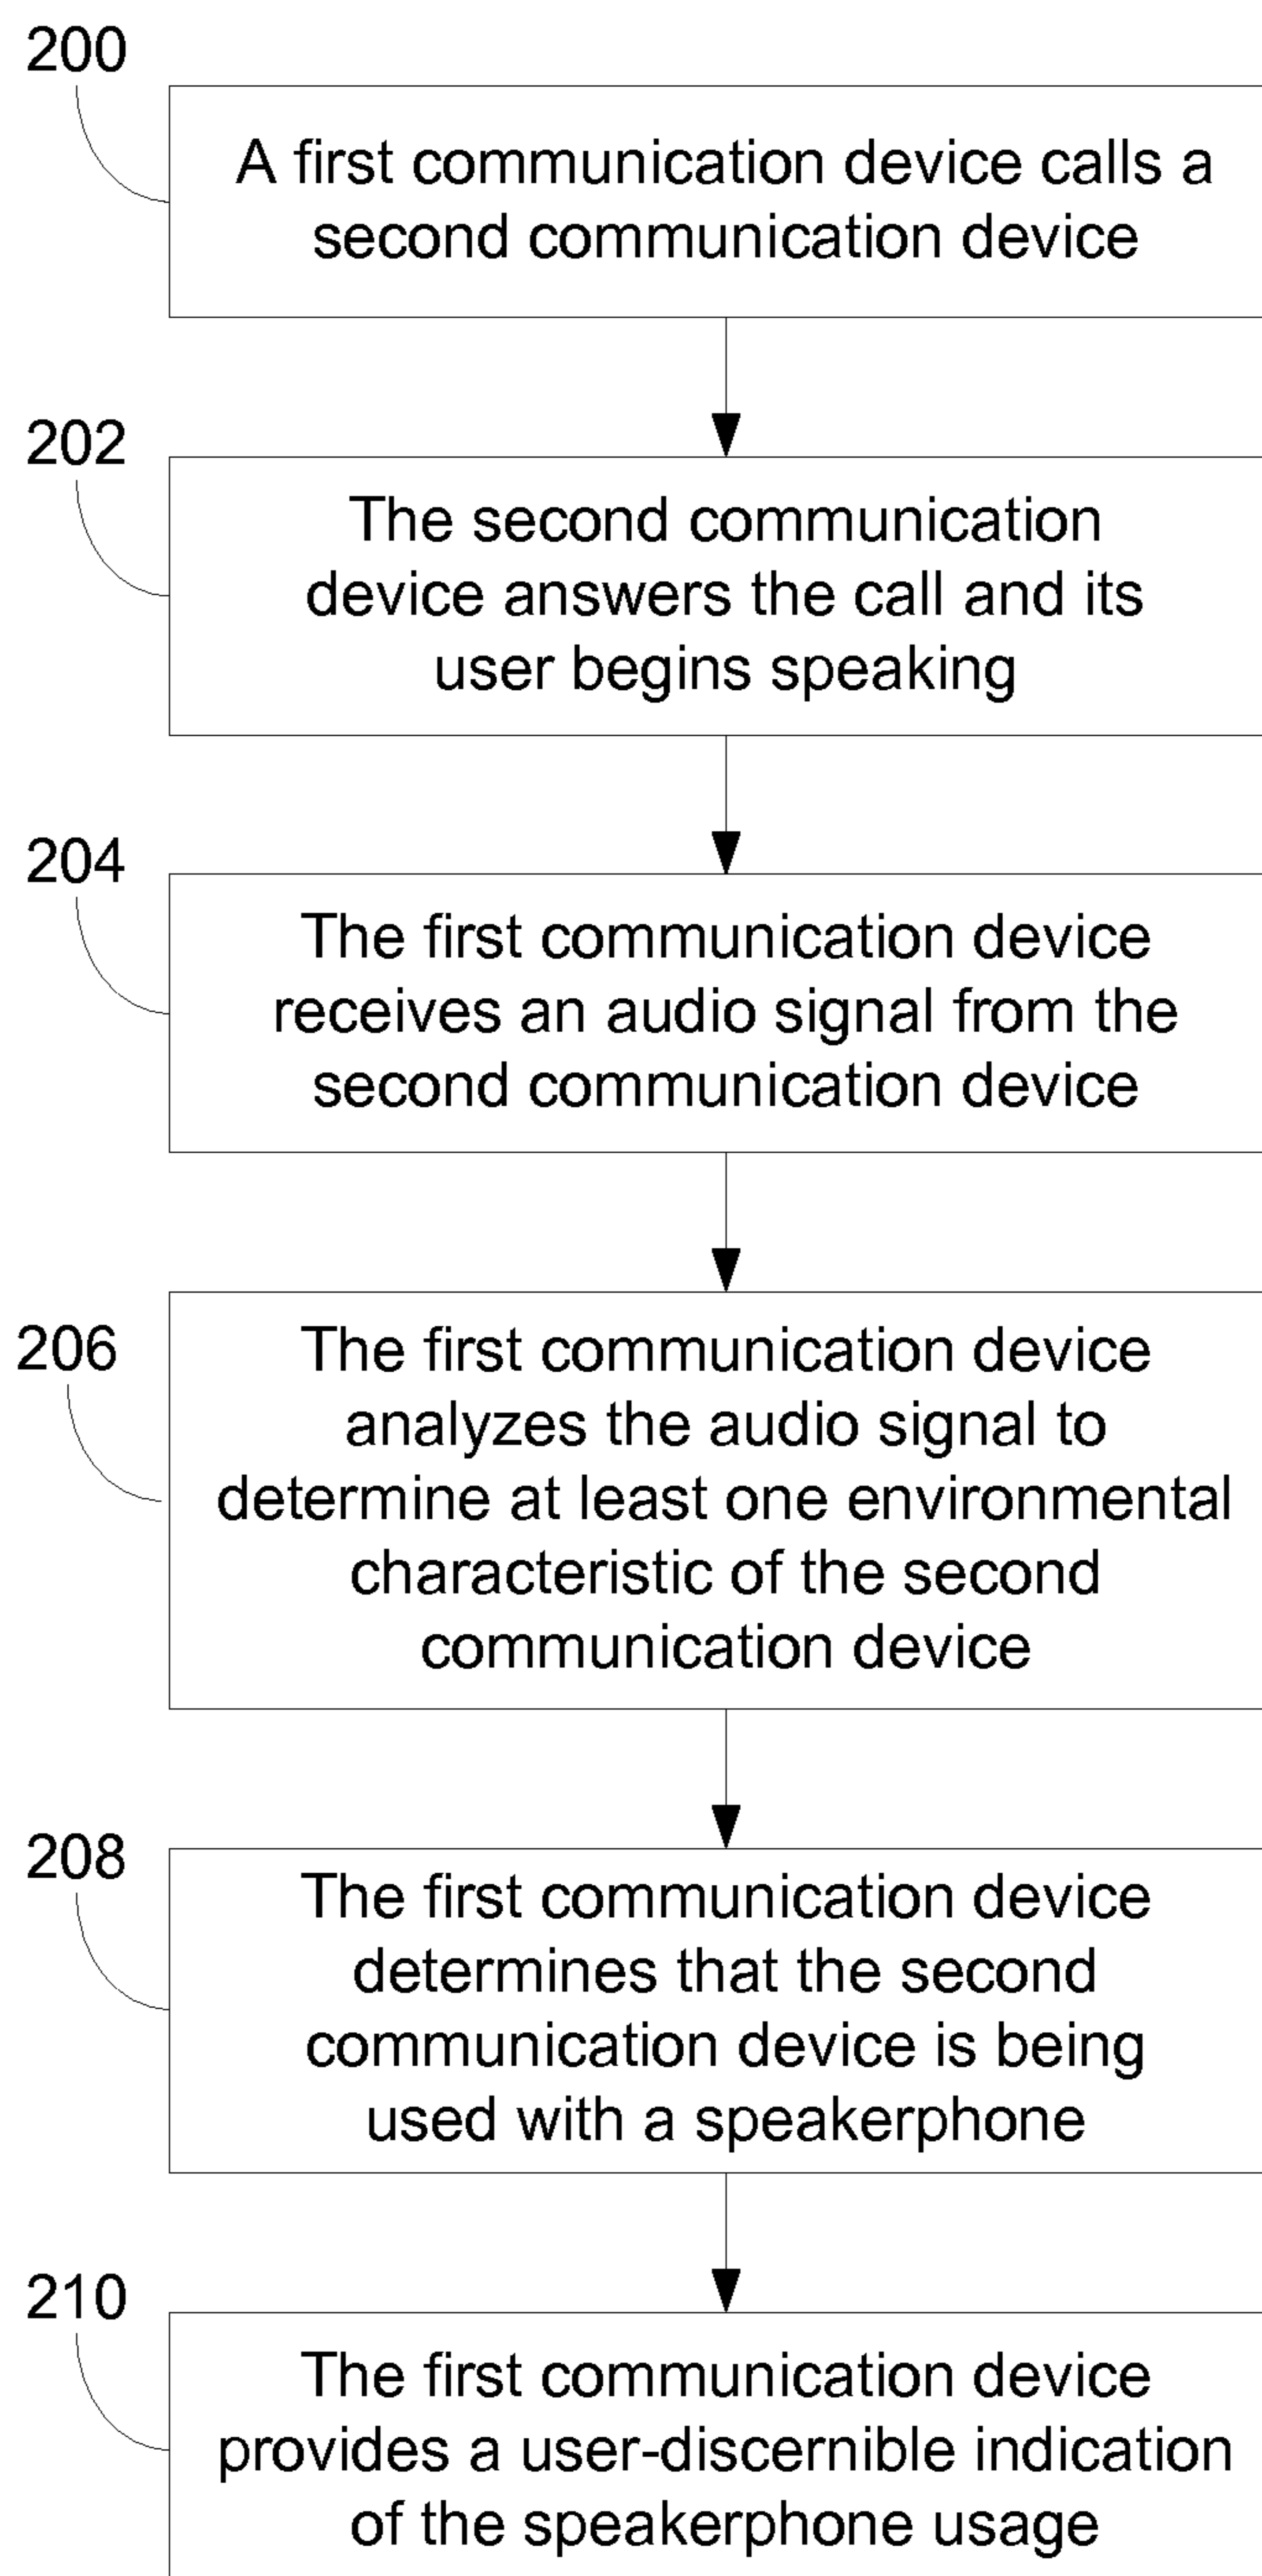 200
A first communication device calls a
second communication device
202
The second communication
device answers the call and its
user begins speaking
204
The first communication device
receives an audio signal from the
second communication device
206
The first communication device
analyzes the audio signal to
determine at least one environmental
characteristic of the second
communication device
208
The first communication device
determines that the second
communication device is being
used with a speakerphone
210
The first communication device
provides a user-discernible indication
of the speakerphone usage